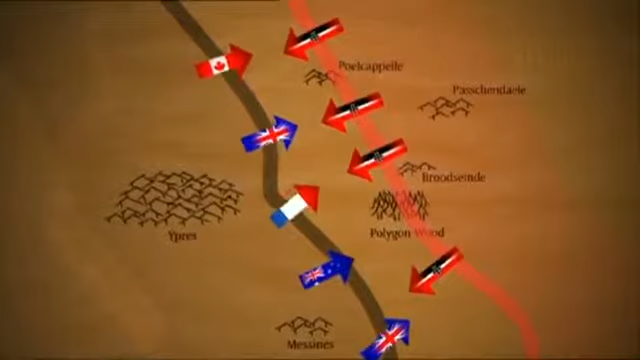 Poelcappelle
Passchendaele
Broodseinde
Polygon Wood
Ypres
Messines